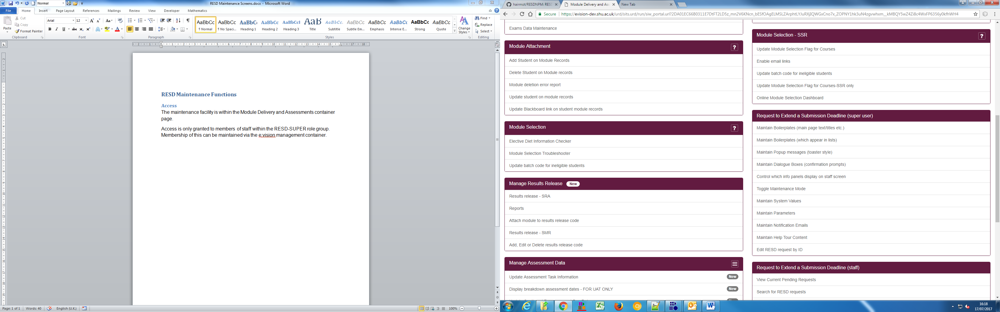 RESD Maintenance Screens.docx - Microsoft Word
Normal
File Home Insert Page Layout References Mailings Review View Developer Mathematics
Paste
Cut
Copy
Format Painter
Clipboard
Arial 12
Font
Paragraph
AaBbCc AaBbCc AaBbC AaBbCc AaBbCcI AaB AaBbCc. AaBbCc AaBbCc AaBbCc AaBbCc AaBbCc
¶ Normal ¶ No Spaci... Heading 1 Heading 2 Heading 3 Title Subtitle Subtle Em... Emphasis Intense E... Strong Quote
Styles
Change Styles
Find
Replace
Select
Editing
RESD Maintenance Functions
Access
The maintenance facility is within the Module Delivery and Assessments container
page.
Access is only granted to members of staff within the RESD-SUPER role group.
Membership of this can be maintained via the e:vision management container.
Page: 1 of 1 Words: 40 English (U.K.) 100%
hairmot/RESDNPM: RESD Module Delivery and Ass New Tab
Secure
Exams Data Maintenance
Module Attachment ?
Add Student on Module Records
Delete Student on Module records
Module deletion error report
Update student on module records
Update Blackboard link on student module records
Module Selection ?
Elective Diet Information Checker
Module Selection Troubleshooter
Update batch code for ineligible students
Manage Results Release New
Results release - SRA
Reports
Attach module to results release code
Results release - SMR
Add, Edit or Delete results release code
Manage Assessment Data
Update Assessment Task Information New
Display breakdown assessment dates - FOR UAT ONLY New
Module Selection - SSR ?
Update Module Selection Flag for Courses
Enable email links
Update batch code for ineligible students
Update Module Selection Flag for Courses-SSR only
Online Module Selection Dashboard
Request to Extend a Submission Deadline (super user)
Maintain Boilerplates (main page text/titles etc.)
Maintain Boilerplates (which appear in lists)
Maintain Popup messages (toaster style)
Maintain Dialogue Boxes (confirmation prompts)
Control which info panels display on staff screen
Toggle Maintenance Mode
Maintain System Values
Maintain Parameters
Maintain Notification Emails
Maintain Help Tour Content
Edit RESD request by ID
Request to Extend a Submission Deadline (staff)
View Current Pending Requests
Search for RESD requests
16:18
17/07/2017